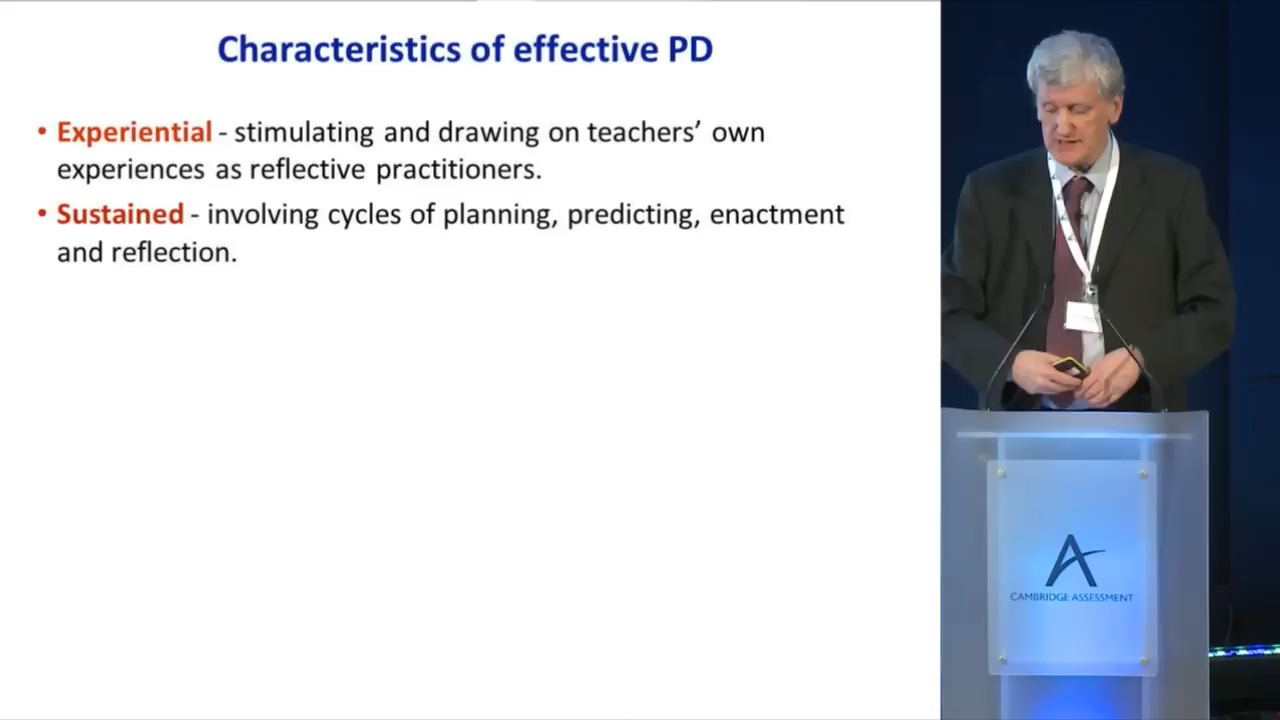 Characteristics of effective PD
• Experiential - stimulating and drawing on teachers’ own
experiences as reflective practitioners.
• Sustained - involving cycles of planning, predicting, enactment
and reflection.
CAMBRIDGE ASSESSMENT